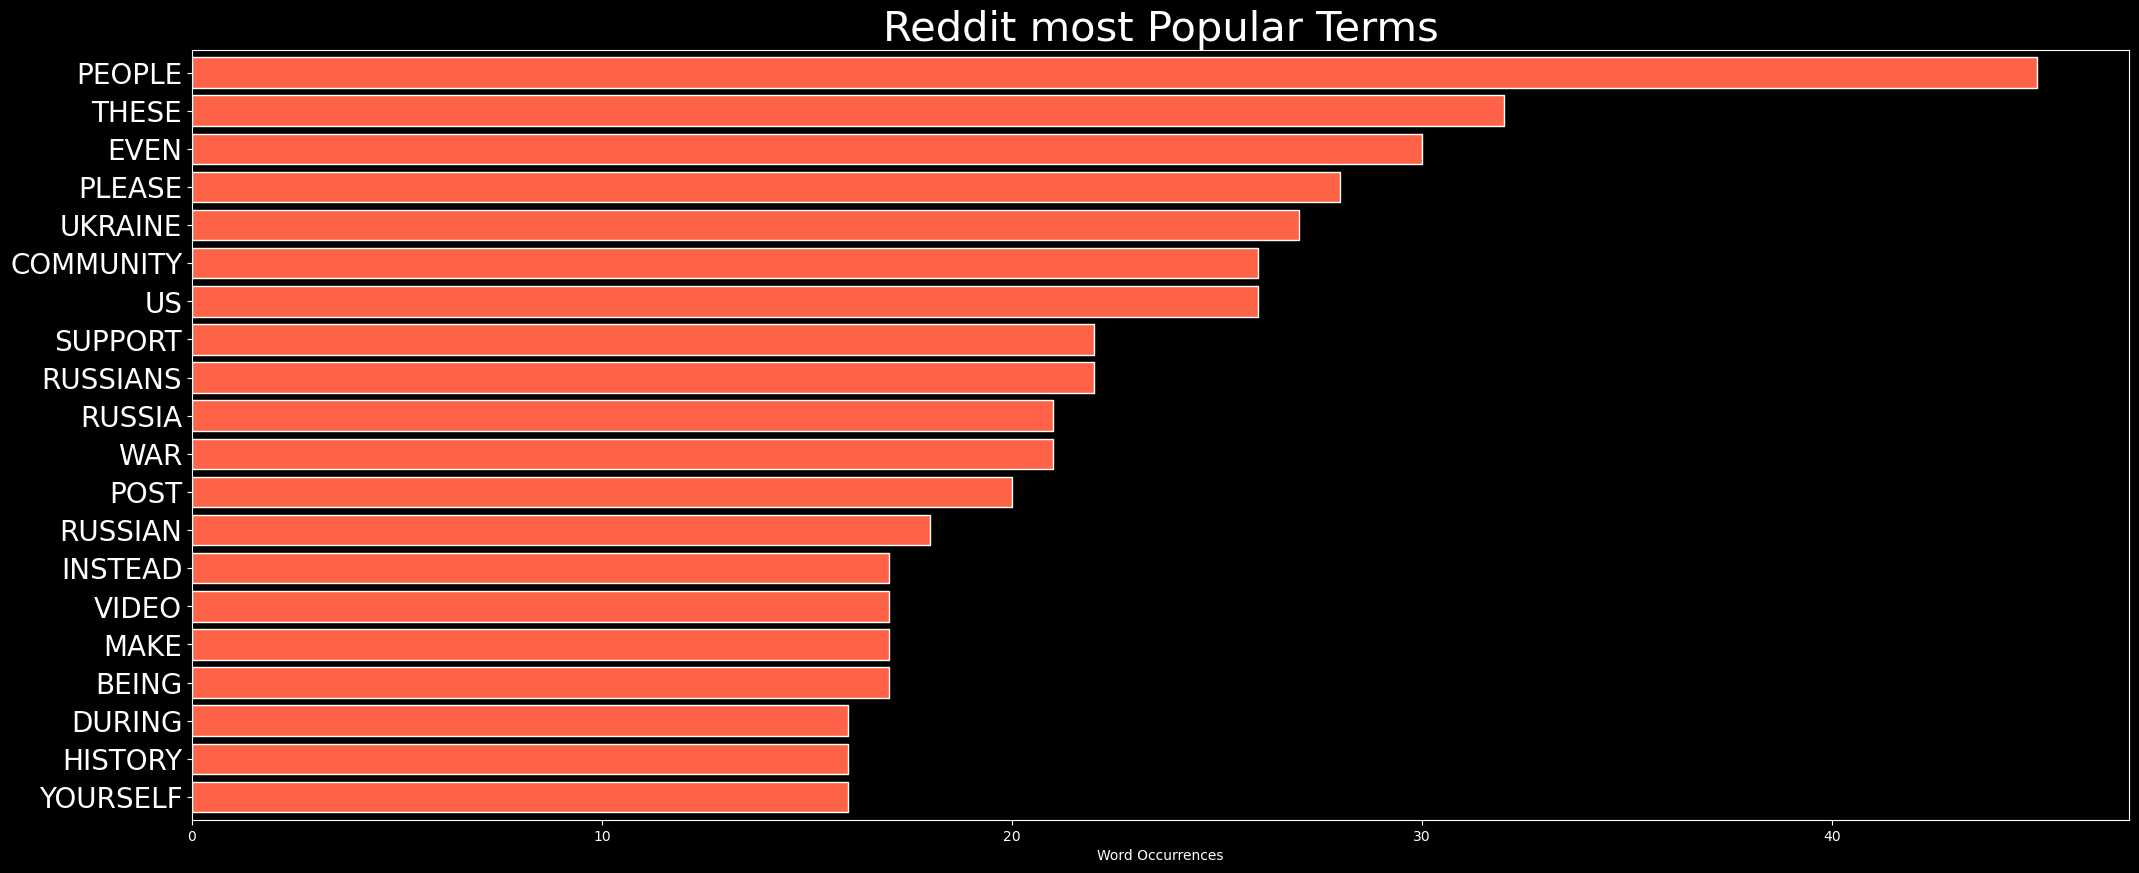 Reddit most Popular Terms
PEOPLE
THESE
EVEN
PLEASE
UKRAINE
COMMUNITY
US
SUPPORT
RUSSIANS
RUSSIA
WAR
POST
RUSSIAN
INSTEAD
VIDEO
MAKE
BEING
DURING
HISTORY
YOURSELF
0 10 20 30 40
Word Occurrences